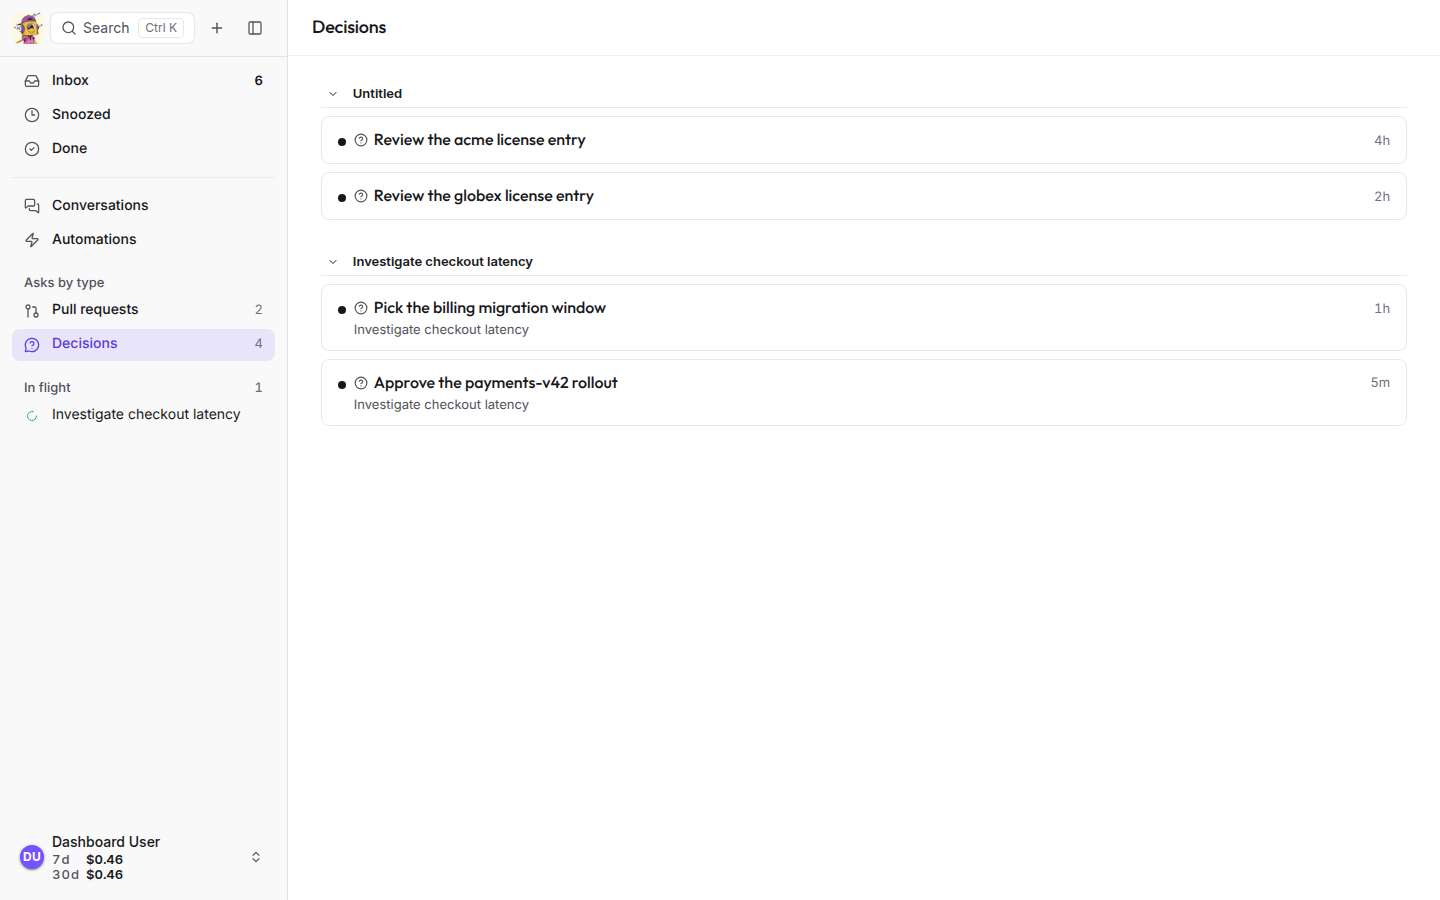 Search Ctrl K
Decisions
Inbox 6
Snoozed
Done
Conversations
Automations
Asks by type
Pull requests 2
Decisions 4
In flight 1
Investigate checkout latency
Dashboard User
DU
7d $0.46
30d $0.46
Untitled
Review the acme license entry 4h
Review the globex license entry 2h
Investigate checkout latency
Pick the billing migration window 1h
Investigate checkout latency
Approve the payments-v42 rollout 5m
Investigate checkout latency